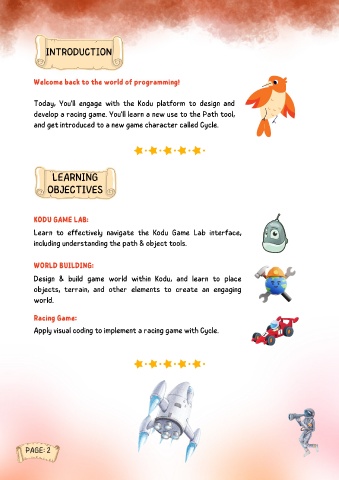 INTRODUCTION
Welcome back to the world of programming!
Today, You'll engage with the Kodu platform to design and
develop a racing game. You'll learn a new use to the Path tool,
and get introduced to a new game character called Cycle.
LEARNING
OBJECTIVES
KODU GAME LAB:
Learn to effectively navigate the Kodu Game Lab interface,
including understanding the path & object tools.
WORLD BUILDING:
Design & build game world within Kodu, and learn to place
objects, terrain, and other elements to create an engaging
world.
Racing Game:
Apply visual coding to implement a racing game with Cycle.
PAGE: 2